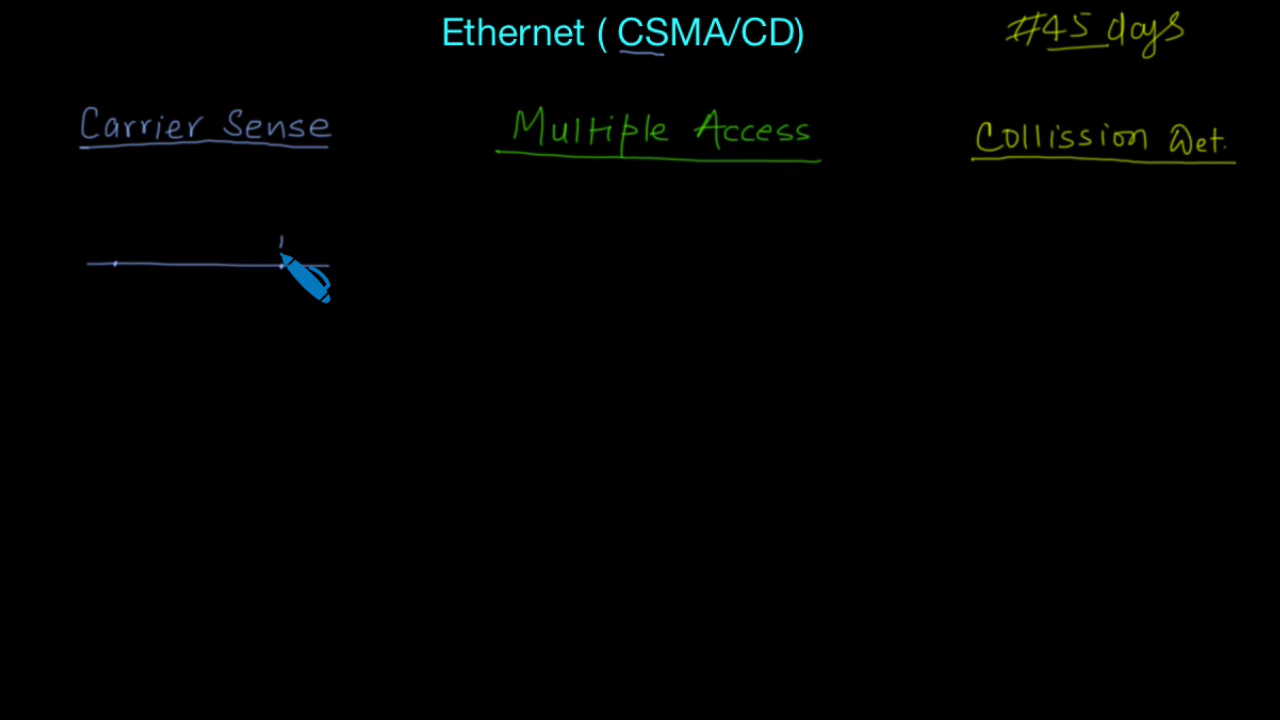 Ethernet ( CSMA/CD)
#45 days
Carrier Sense
Multiple Access
Collission Det.